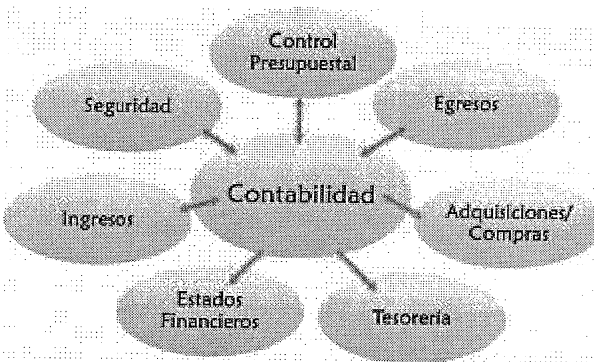 Control
Presupuestal
Seguridad
Egresos
Contabilidad
Ingresos
Adquisiciones/
Compras
Estados
Financieros
Tesorería